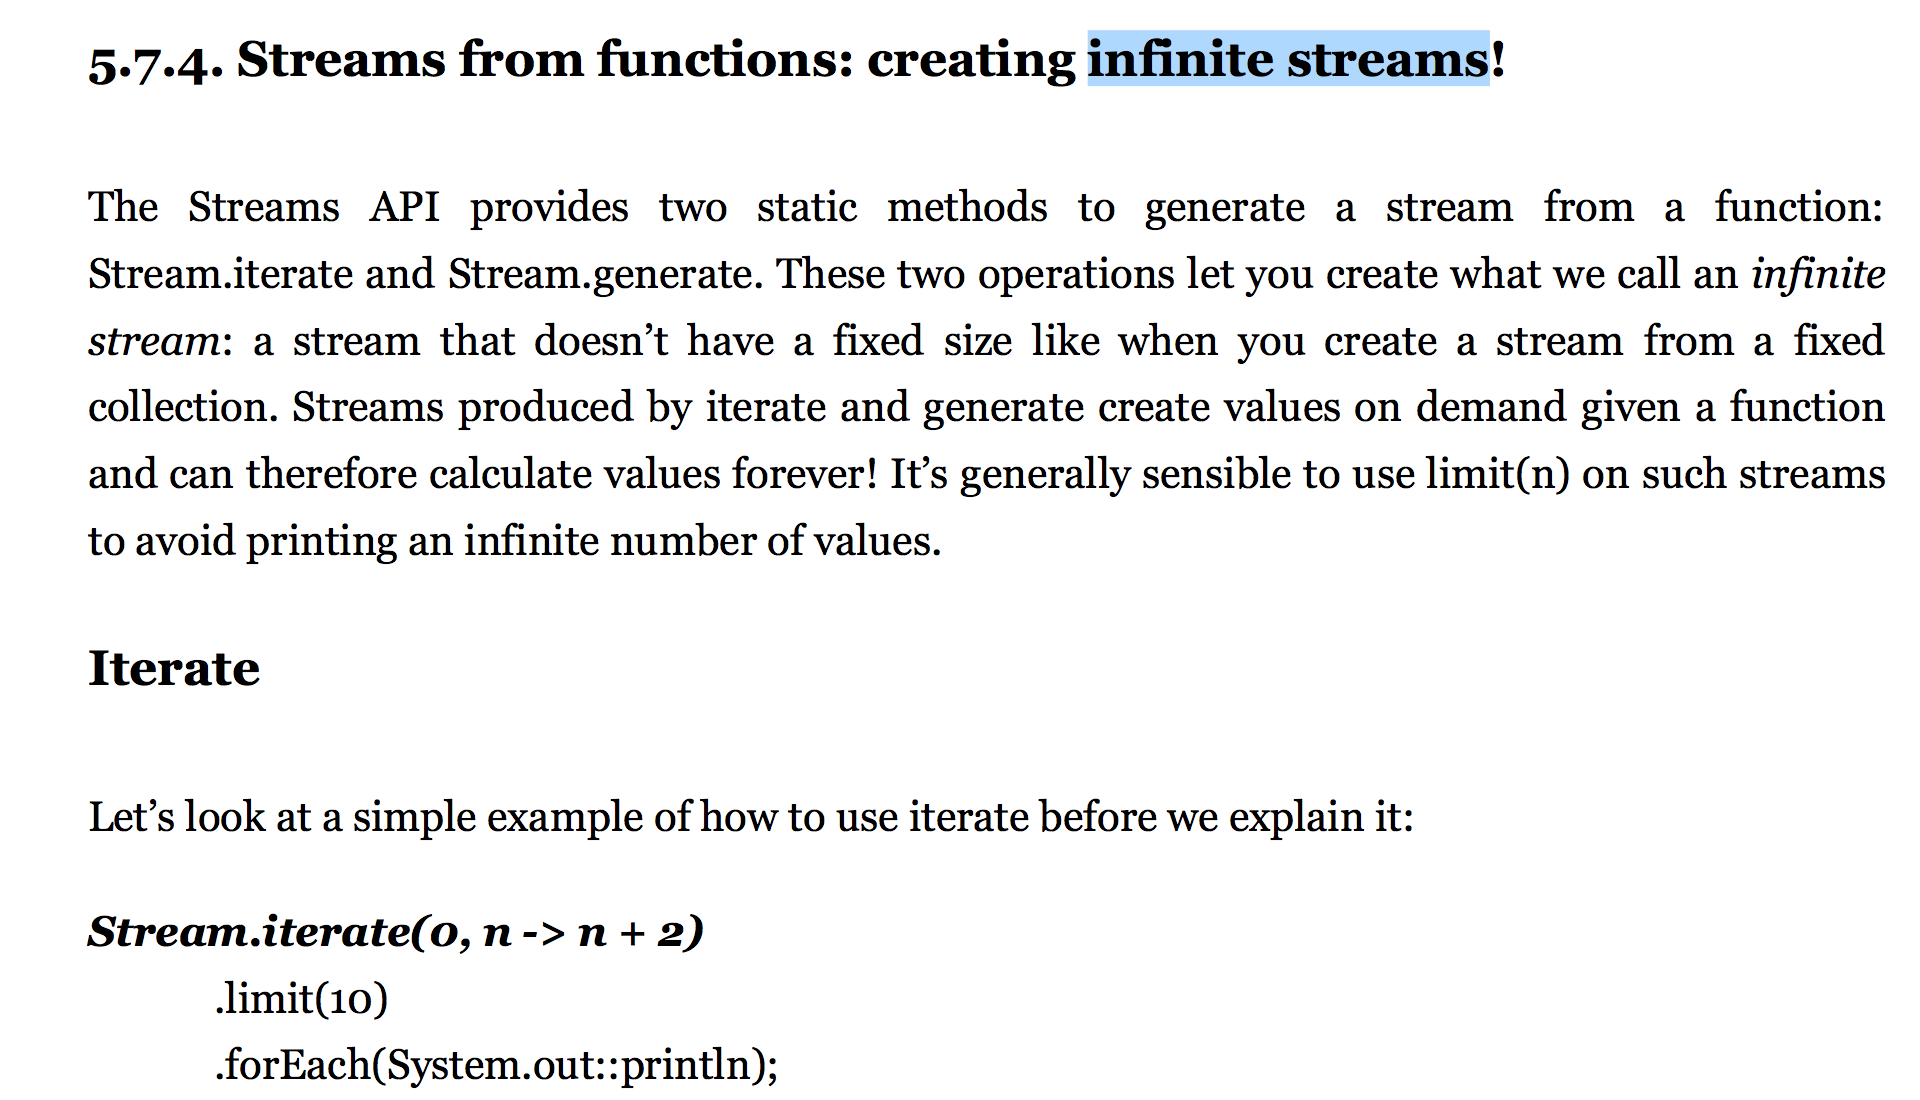 5.7.4. Streams from functions: creating infinite streams!
The Streams API provides two static methods to generate a stream from a function:
Stream.iterate and Stream.generate. These two operations let you create what we call an infinite
stream: a stream that doesn’t have a fixed size like when you create a stream from a fixed
collection. Streams produced by iterate and generate create values on demand given a function
and can therefore calculate values forever! It’s generally sensible to use limit(n) on such streams
to avoid printing an infinite number of values.
Iterate
Let’s look at a simple example of how to use iterate before we explain it:
Stream.iterate(0, n -> n + 2)
.limit(10)
.forEach(System.out::println);